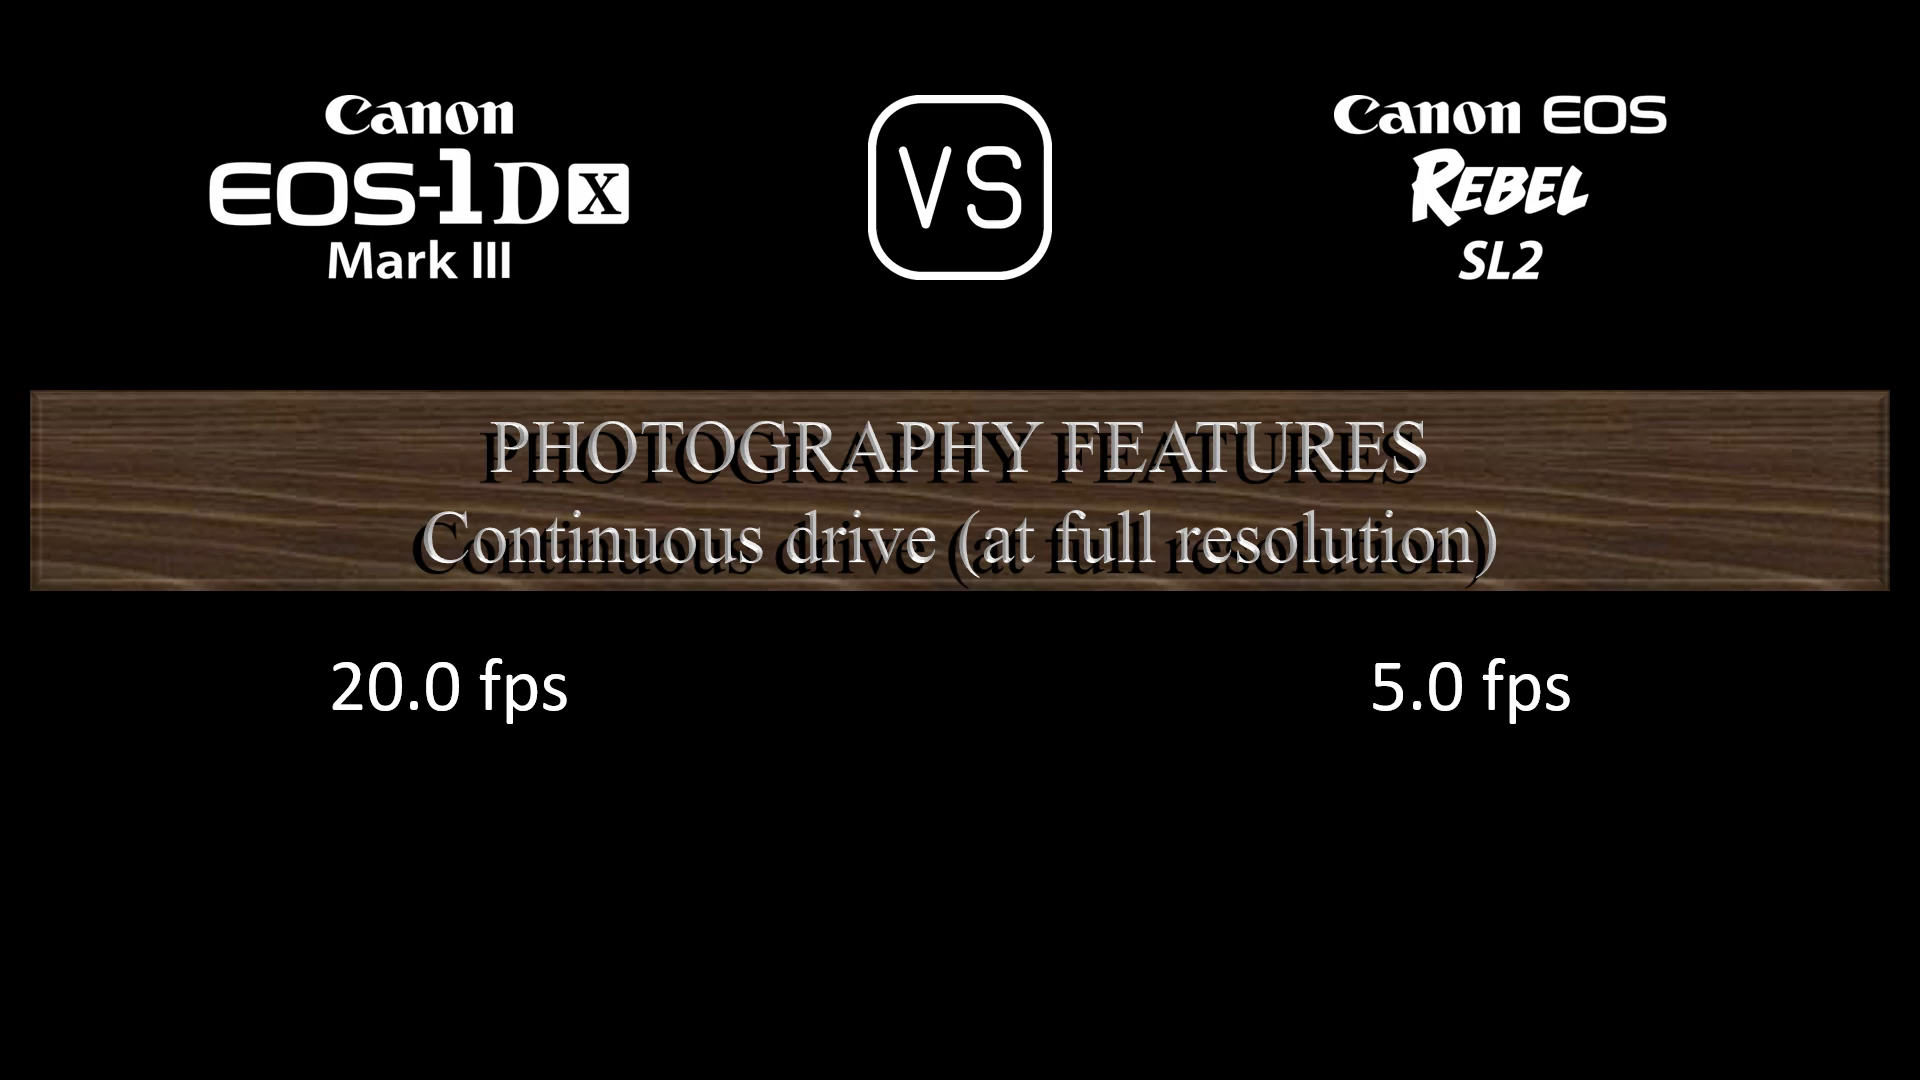 Canon
EOS-1D X
Mark III
VS
Canon EOS
REBEL
SL2
PHOTOGRAPHY FEATURES
Continuous drive (at full resolution)
20.0 fps
5.0 fps